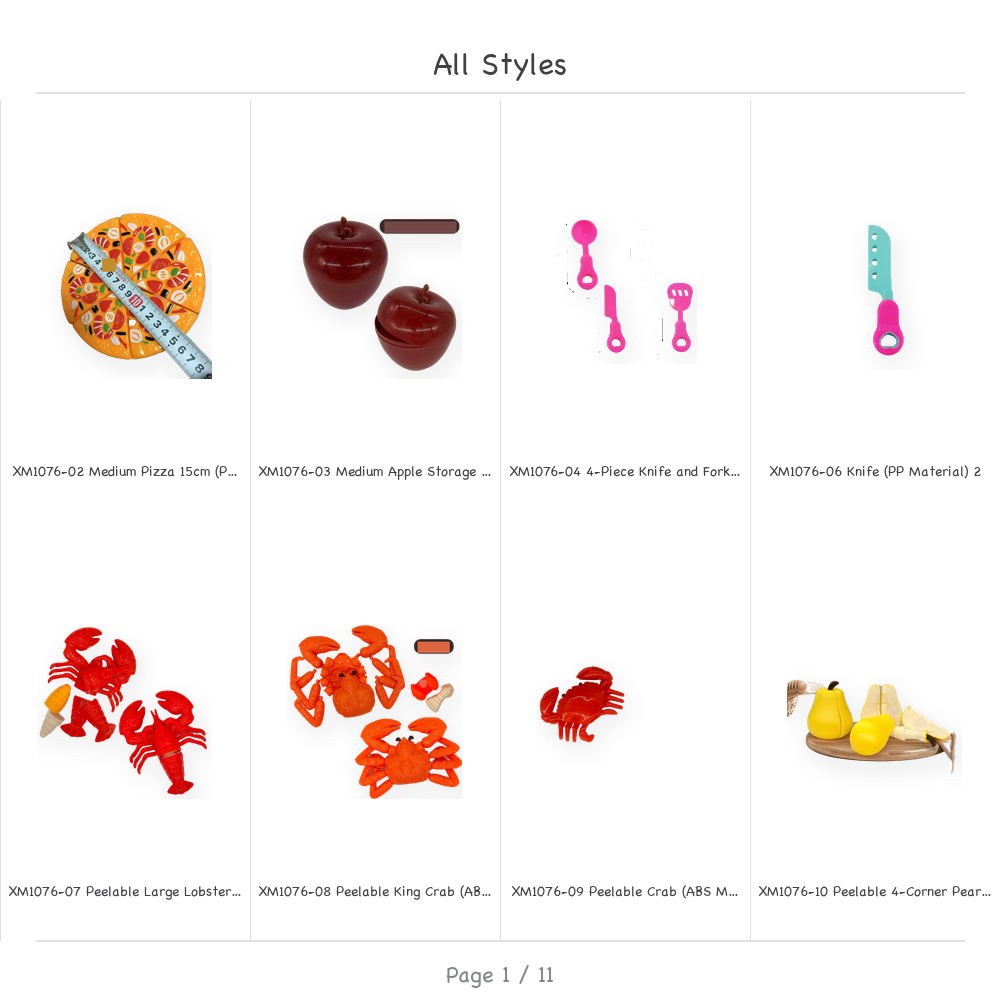 All Styles
XM1076-02 Medium Pizza 15cm (P...
XM1076-03 Medium Apple Storage ...
XM1076-04 4-Piece Knife and Fork...
XM1076-06 Knife (PP Material) 2
XM1076-07 Peelable Large Lobster...
XM1076-08 Peelable King Crab (AB...
XM1076-09 Peelable Crab (ABS M...
XM1076-10 Peelable 4-Corner Pear...
Page 1 / 11